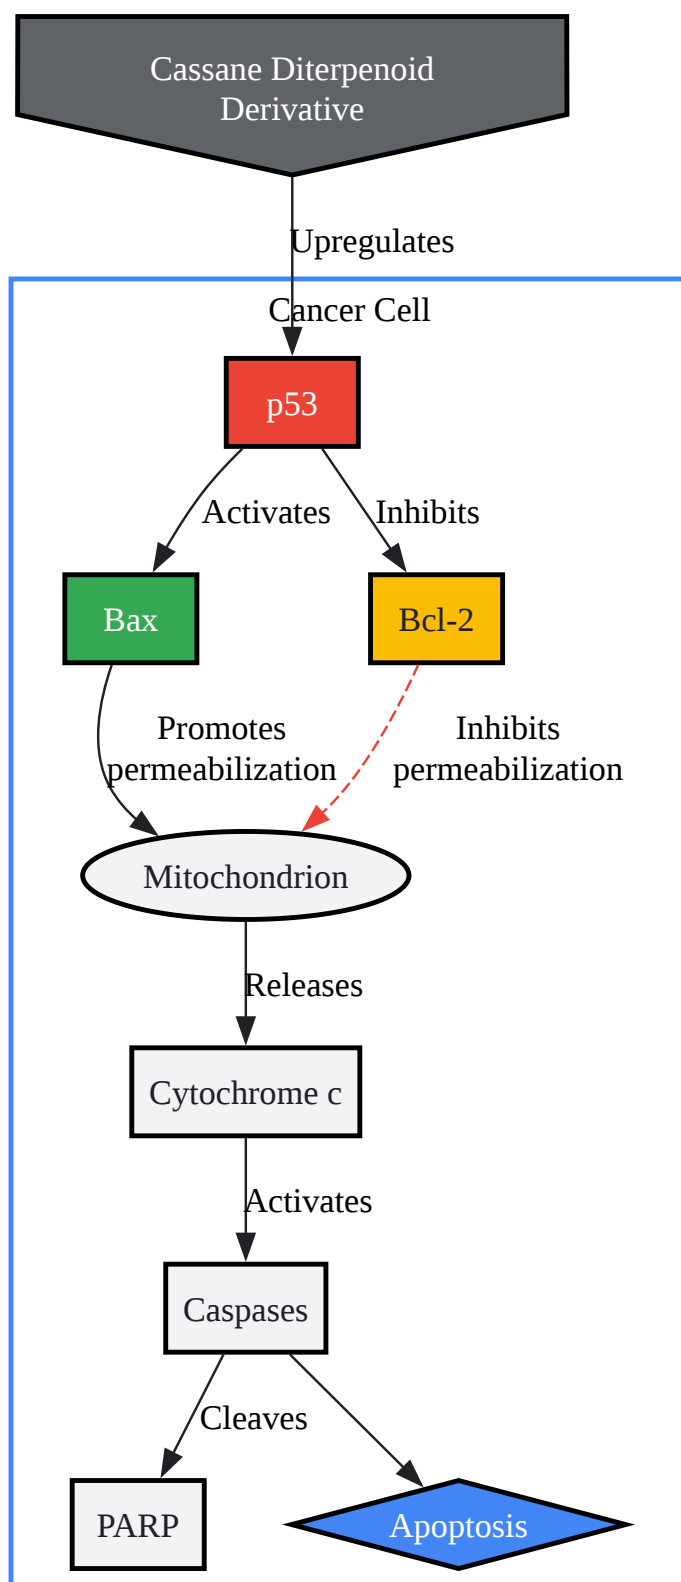 Cassane Diterpenoid
Derivative
Upregulates
Cancer Cell
p53
Activates
Inhibits
Bax
Bcl-2
Promotes
permeabilization
Inhibits
permeabilization
Mitochondrion
Releases
Cytochrome c
Activates
Caspases
Cleaves
PARP
Apoptosis